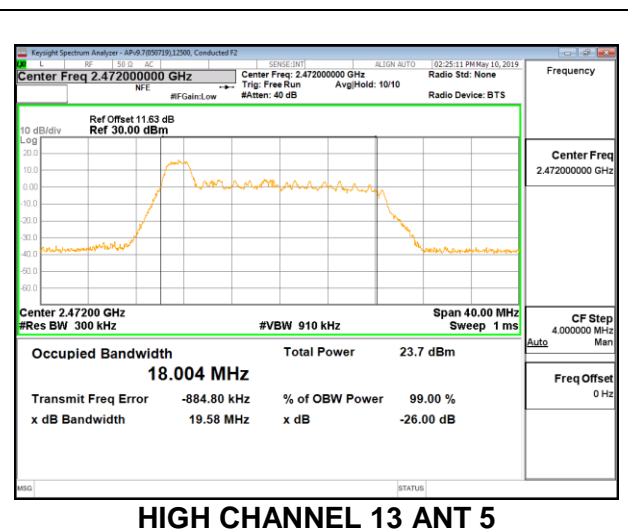 Keysight Spectrum Analyzer - APv9.7(050719),12500, Conducted F2
L RF 50 Ω AC SENSE:INT ALIGN AUTO 02:25:11 PM May 10, 2019
Center Freq 2.472000000 GHz Center Freq: 2.472000000 GHz Radio Std: None Frequency
NFE Trig: Free Run Avg|Hold: 10/10
#IFGain:Low #Atten: 40 dB Radio Device: BTS
Ref Offset 11.63 dB
10 dB/div Ref 30.00 dBm
Log
20.0
10.0
0.00
-10.0
-20.0
-30.0
-40.0
-50.0
-60.0
Center Freq
2.472000000 GHz
Center 2.47200 GHz Span 40.00 MHz
#Res BW 300 kHz #VBW 910 kHz Sweep 1 ms
CF Step
4.000000 MHz
Auto Man
Occupied Bandwidth Total Power 23.7 dBm
18.004 MHz
Transmit Freq Error -884.80 kHz % of OBW Power 99.00 %
x dB Bandwidth 19.58 MHz x dB -26.00 dB
Freq Offset
0 Hz
MSG STATUS
HIGH CHANNEL 13 ANT 5